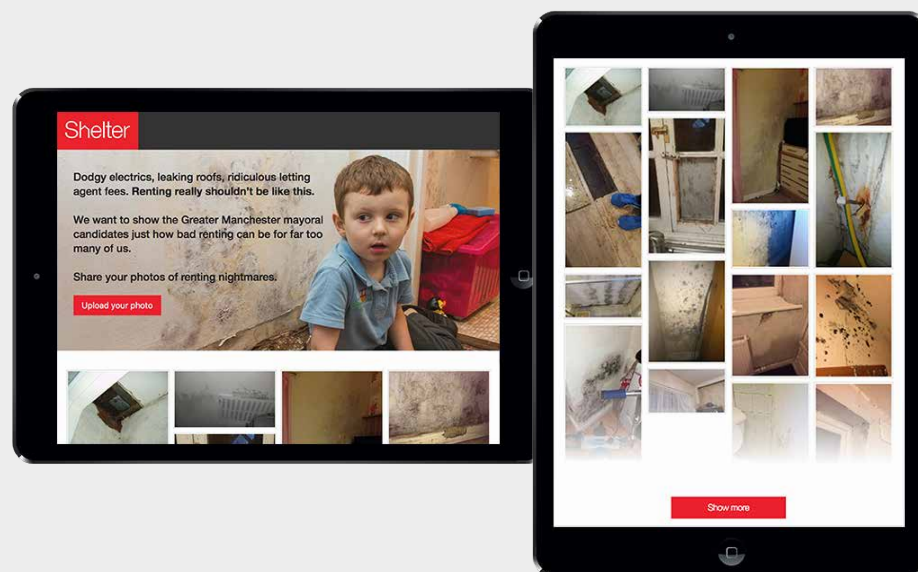 Shelter
Dodgy electrics, leaking roofs, ridiculous letting
agent fees. Renting really shouldn't be like this.
We want to show the Greater Manchester mayoral
candidates just how bad renting can be for far too
many of us.
Share your photos of renting nightmares.
Upload your photo
Show more